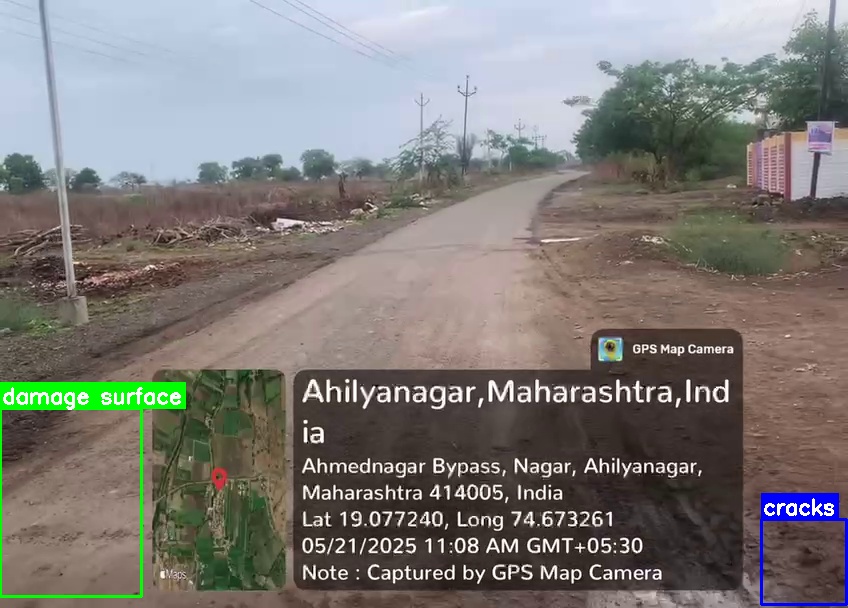 GPS Map Camera
damage surface
Ahilyanagar,Maharashtra,Ind
ia
Ahmednagar Bypass, Nagar, Ahilyanagar,
Maharashtra 414005, India
Lat 19.077240, Long 74.673261
05/21/2025 11:08 AM GMT+05:30
Note : Captured by GPS Map Camera
cracks
Maps